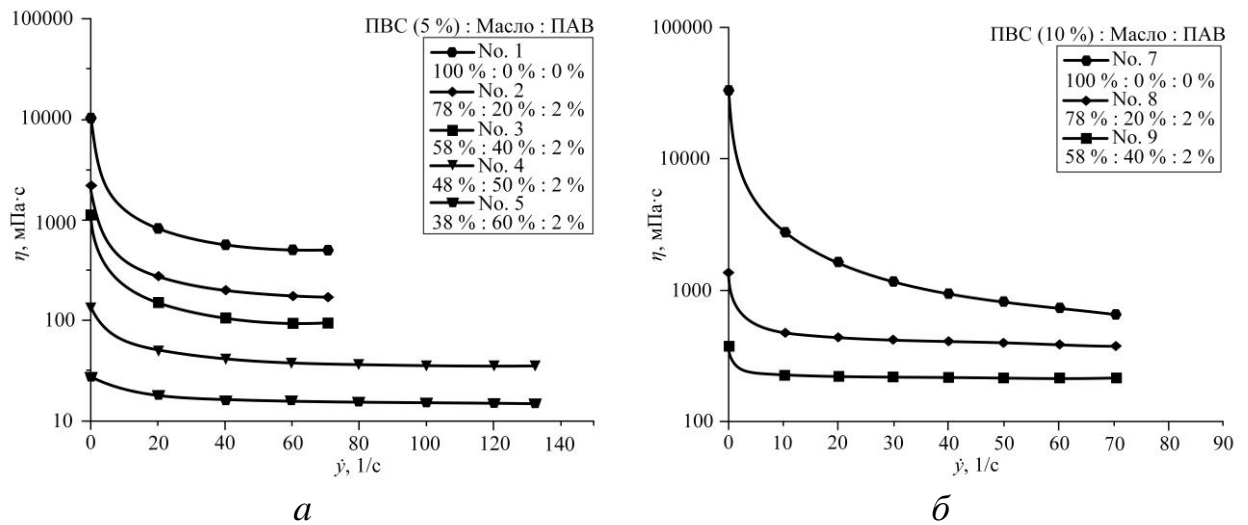 ПВС (5 %) : Масло : ПАВ
No. 1
100 % : 0 % : 0 %
No. 2
78 % : 20 % : 2 %
No. 3
58 % : 40 % : 2 %
No. 4
48 % : 50 % : 2 %
No. 5
38 % : 60 % : 2 %
100000
10000
1000
100
10
η, мПа·с
0 20 40 60 80 100 120 140
ẏ, 1/с
а
ПВС (10 %) : Масло : ПАВ
No. 7
100 % : 0 % : 0 %
No. 8
78 % : 20 % : 2 %
No. 9
58 % : 40 % : 2 %
100000
10000
1000
100
η, мПа·с
0 10 20 30 40 50 60 70 80 90
ẏ, 1/с
б